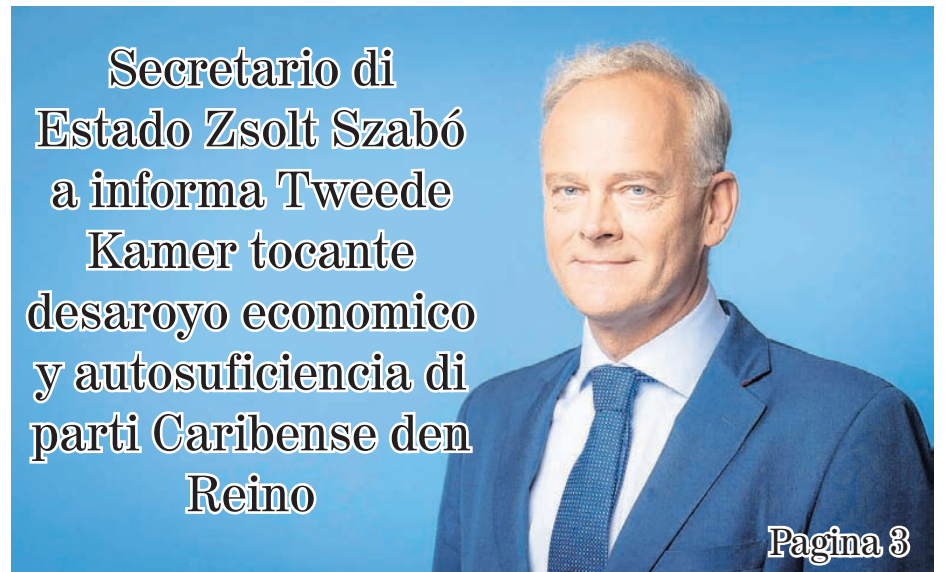 Secretario di
Estado Zsolt Szabó
a informa Tweede
Kamer tocante
desaroyo economico
y autosuficiencia di
parti Caribense den
Reino
Pagina 3